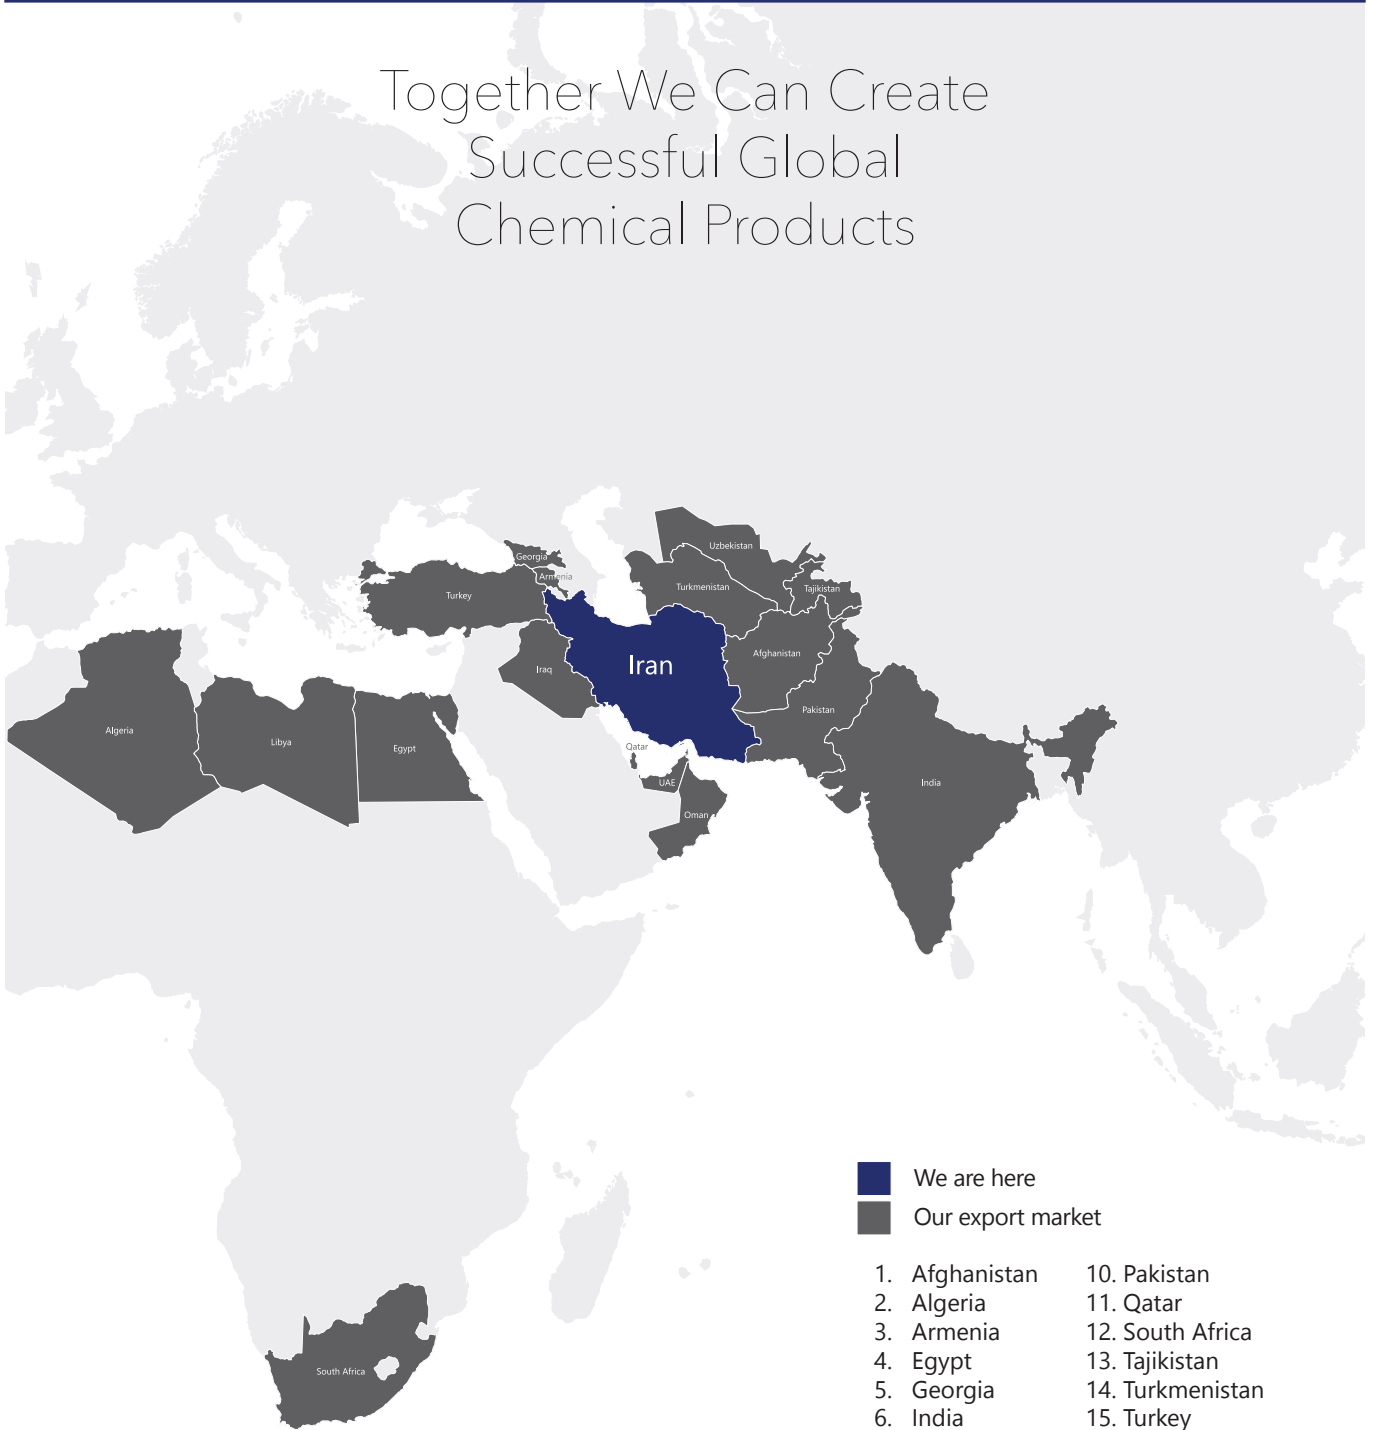 Together We Can Create
Successful Global
Chemical Products
Uzbekistan
Georgia
Armenia
Turkmenistan
Tajikistan
Turkey
Afghanistan
Iran
Iraq
Pakistan
Algeria
Libya
Egypt
Qatar
UAE
India
Oman
South Africa
We are here
Our export market
1. Afghanistan
2. Algeria
3. Armenia
4. Egypt
5. Georgia
6. India
10. Pakistan
11. Qatar
12. South Africa
13. Tajikistan
14. Turkmenistan
15. Turkey